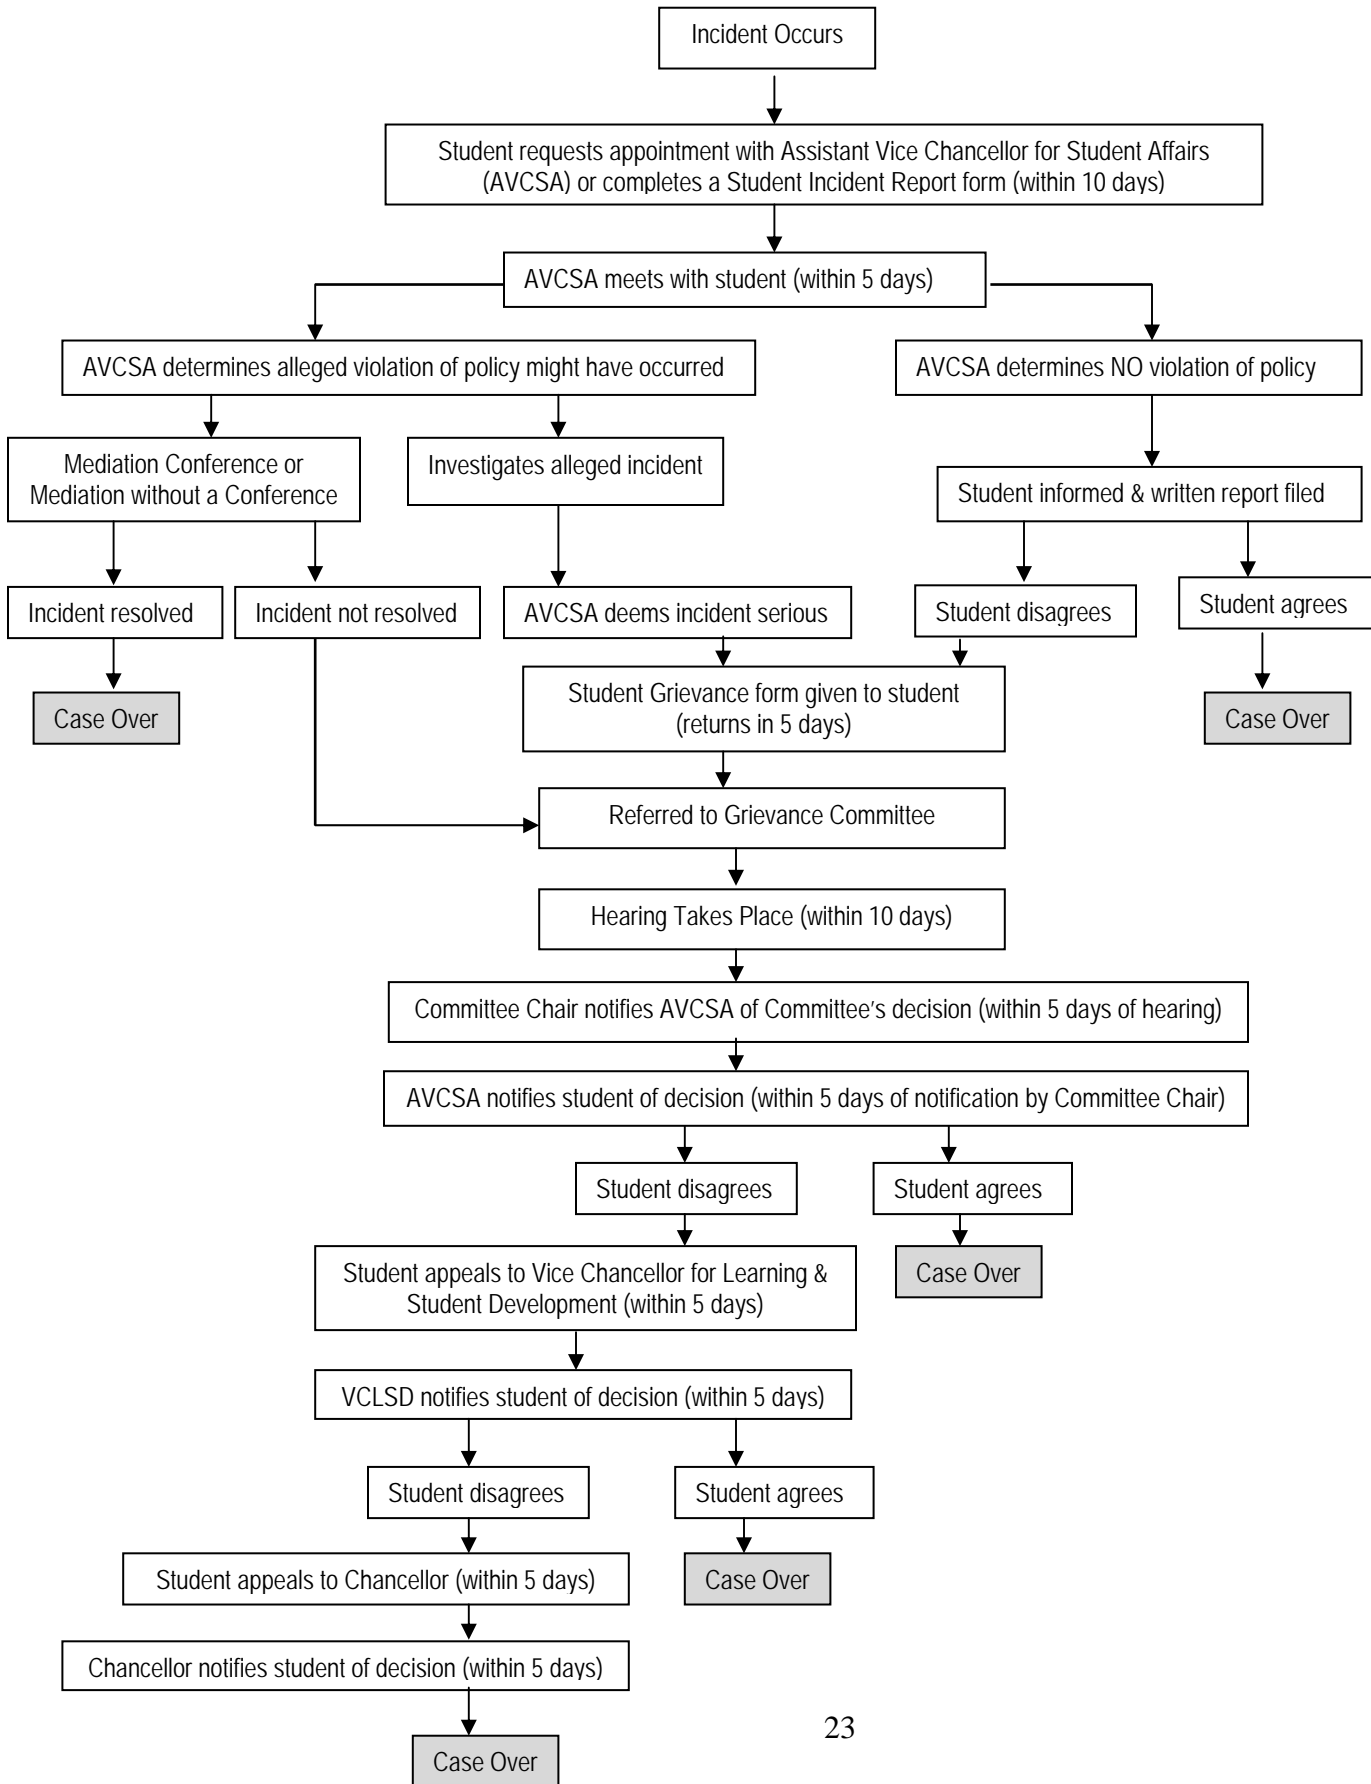 Incident Occurs
Student requests appointment with Assistant Vice Chancellor for Student Affairs
(AVCSA) or completes a Student Incident Report form (within 10 days)
AVCSA meets with student (within 5 days)
AVCSA determines alleged violation of policy might have occurred
AVCSA determines NO violation of policy
Mediation Conference or
Mediation without a Conference
Investigates alleged incident
Student informed & written report filed
Incident resolved
Incident not resolved
AVCSA deems incident serious
Student disagrees
Student agrees
Case Over
Student Grievance form given to student
(returns in 5 days)
Case Over
Referred to Grievance Committee
Hearing Takes Place (within 10 days)
Committee Chair notifies AVCSA of Committee’s decision (within 5 days of hearing)
AVCSA notifies student of decision (within 5 days of notification by Committee Chair)
Student disagrees
Student agrees
Student appeals to Vice Chancellor for Learning &
Student Development (within 5 days)
Case Over
VCLSD notifies student of decision (within 5 days)
Student disagrees
Student agrees
Student appeals to Chancellor (within 5 days)
Case Over
Chancellor notifies student of decision (within 5 days)
Case Over
23